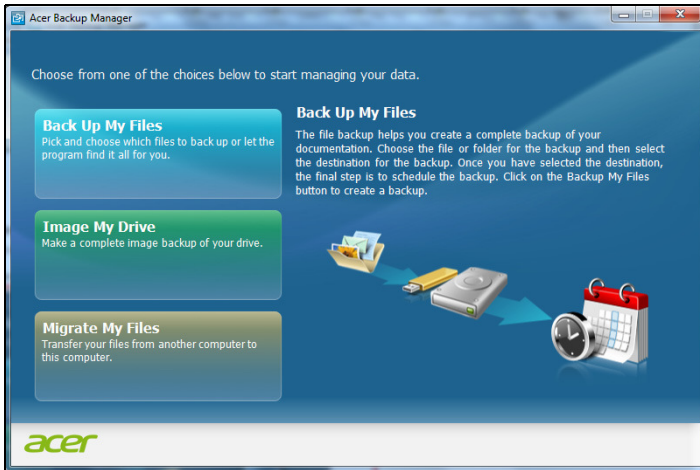 Acer Backup Manager
Choose from one of the choices below to start managing your data.
Back Up My Files
Pick and choose which files to back up or let the
program find it all for you.
Image My Drive
Make a complete image backup of your drive.
Migrate My Files
Transfer your files from another computer to
this computer.
Back Up My Files
The file backup helps you create a complete backup of your
documentation. Choose the file or folder for the backup and then select
the destination for the backup. Once you have selected the destination,
the final step is to schedule the backup. Click on the Backup My Files
button to create a backup.
acer